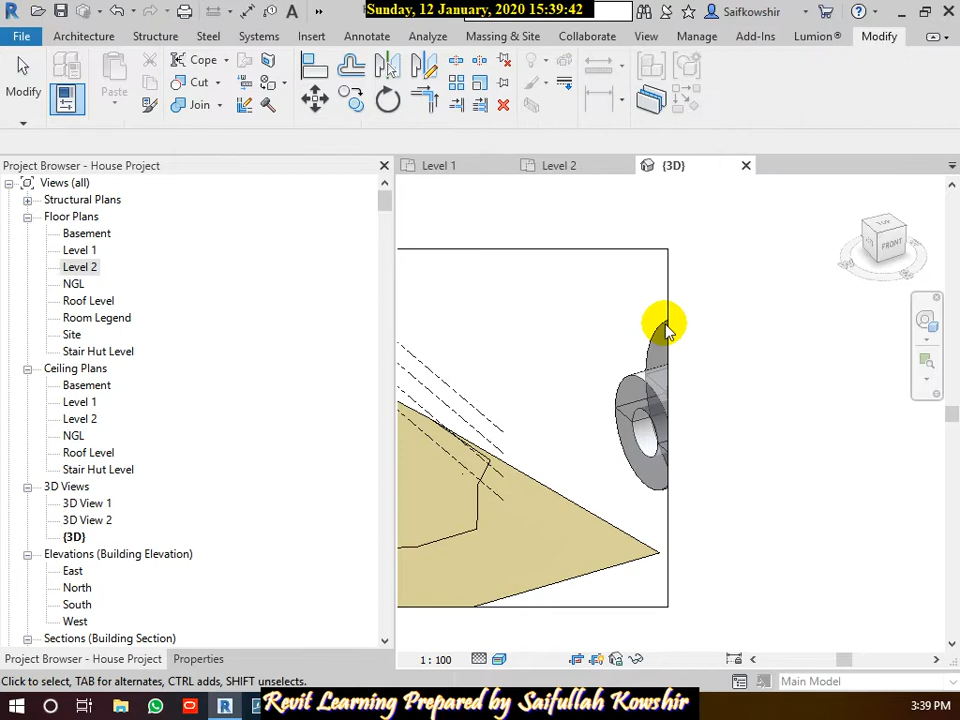 Sunday, 12 January, 2020 15:39:42
Saifkowshir
File
Architecture
Structure
Steel
Systems
Insert
Annotate
Analyze
Massing & Site
Collaborate
View
Manage
Add-Ins
Lumion®
Modify
Modify
Paste
Cope
Cut
Join
Project Browser - House Project
Level 1
Level 2
{3D}
Views (all)
Structural Plans
Floor Plans
Basement
Level 1
Level 2
NGL
Roof Level
Room Legend
Site
Stair Hut Level
Ceiling Plans
Basement
Level 1
Level 2
NGL
Roof Level
Stair Hut Level
3D Views
3D View 1
3D View 2
{3D}
Elevations (Building Elevation)
East
North
South
West
Sections (Building Section)
TOP
FRONT
Project Browser - House Project
Properties
1 : 100
Click to select, TAB for alternates, CTRL adds, SHIFT unselects.
Main Model
Revit Learning Prepared by Saifullah Kowshir
3:39 PM